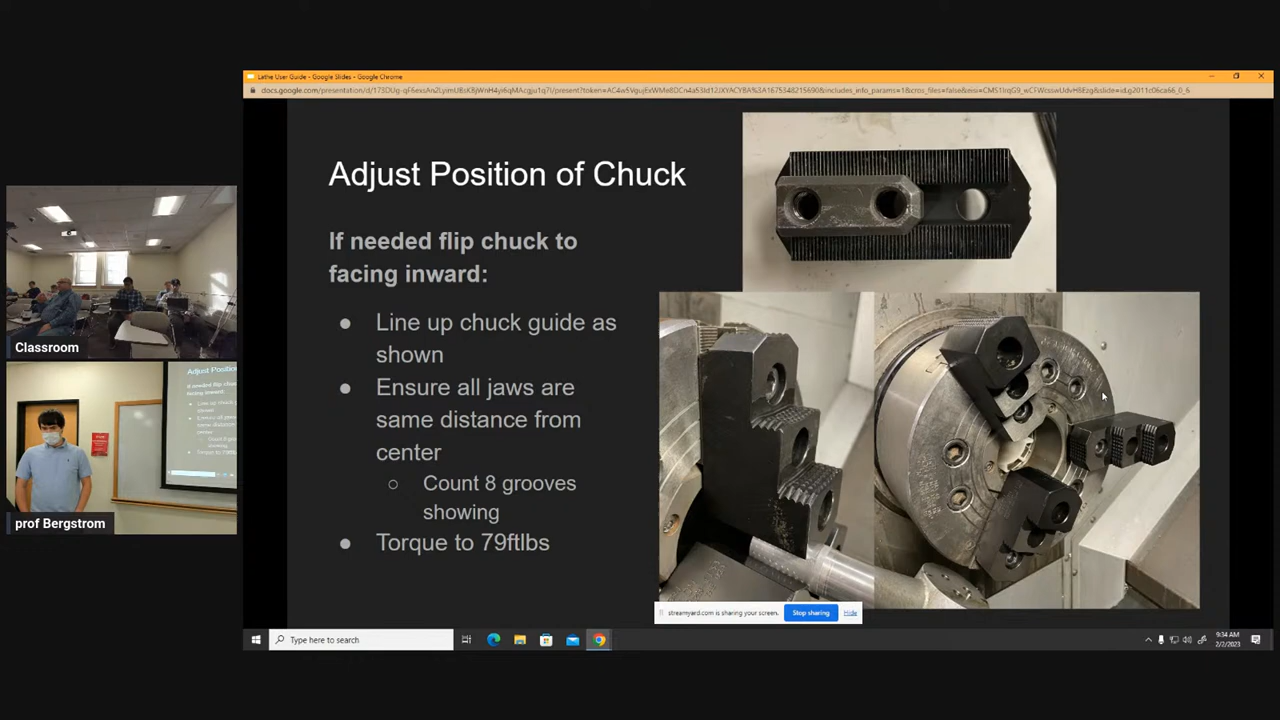 Lathe User Guide - Google Slides - Google Chrome
Adjust Position of Chuck
If needed flip chuck to
facing inward:
● Line up chuck guide as
shown
● Ensure all jaws are
same distance from
center
○ Count 8 grooves
showing
● Torque to 79ftlbs
Classroom
Adjust Position
prof Bergstrom
streamyard.com is sharing your screen.
Stop sharing
Hide
Type here to search
9:34 AM
2/2/2023